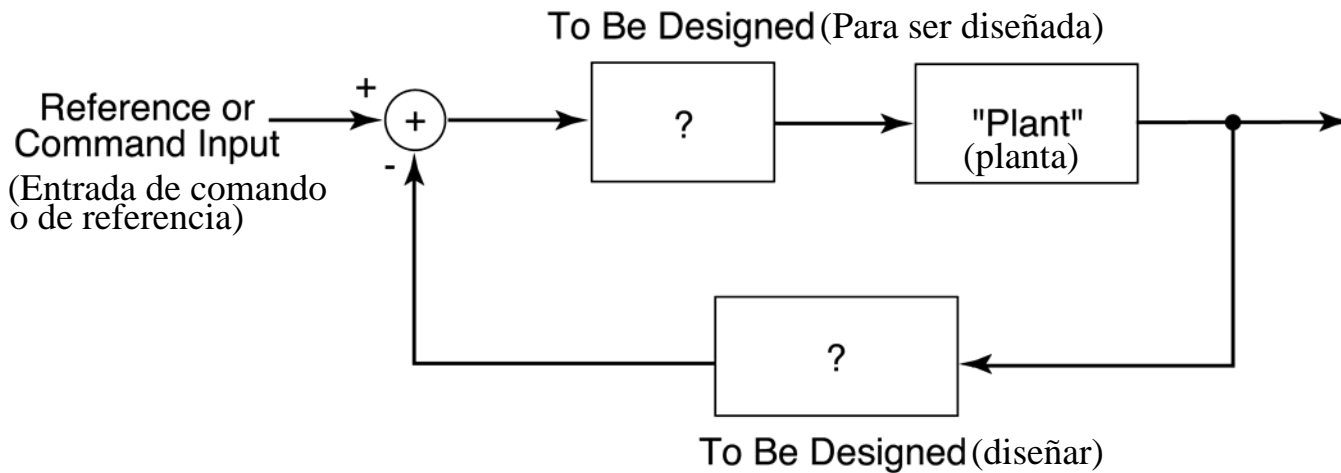 To Be Designed (Para ser diseñada)
+
Reference or
Command Input
(Entrada de comando
o de referencia)
+
-
?
"Plant"
(planta)
?
To Be Designed (diseñar)